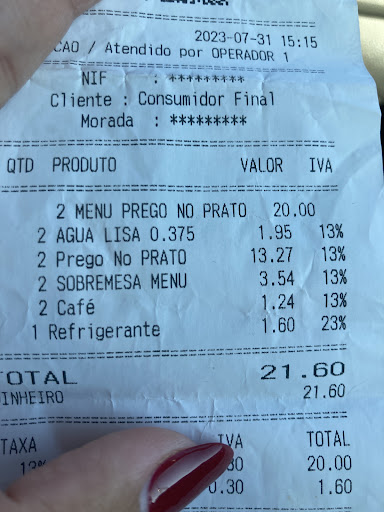 2023-07-31 15:15
CAO / Atendido por OPERADOR 1
NIF : *********
Cliente : Consumidor Final
Morada : *********
QTD PRODUTO VALOR IVA
2 MENU PREGO NO PRATO 20.00
2 AGUA LISA 0.375 1.95 13%
2 Prego No PRATO 13.27 13%
2 SOBREMESA MENU 3.54 13%
2 Café 1.24 13%
1 Refrigerante 1.60 23%
TOTAL 21.60
INHEIRO 21.60
TAXA IVA TOTAL
13% 30 20.00
0.30 1.60